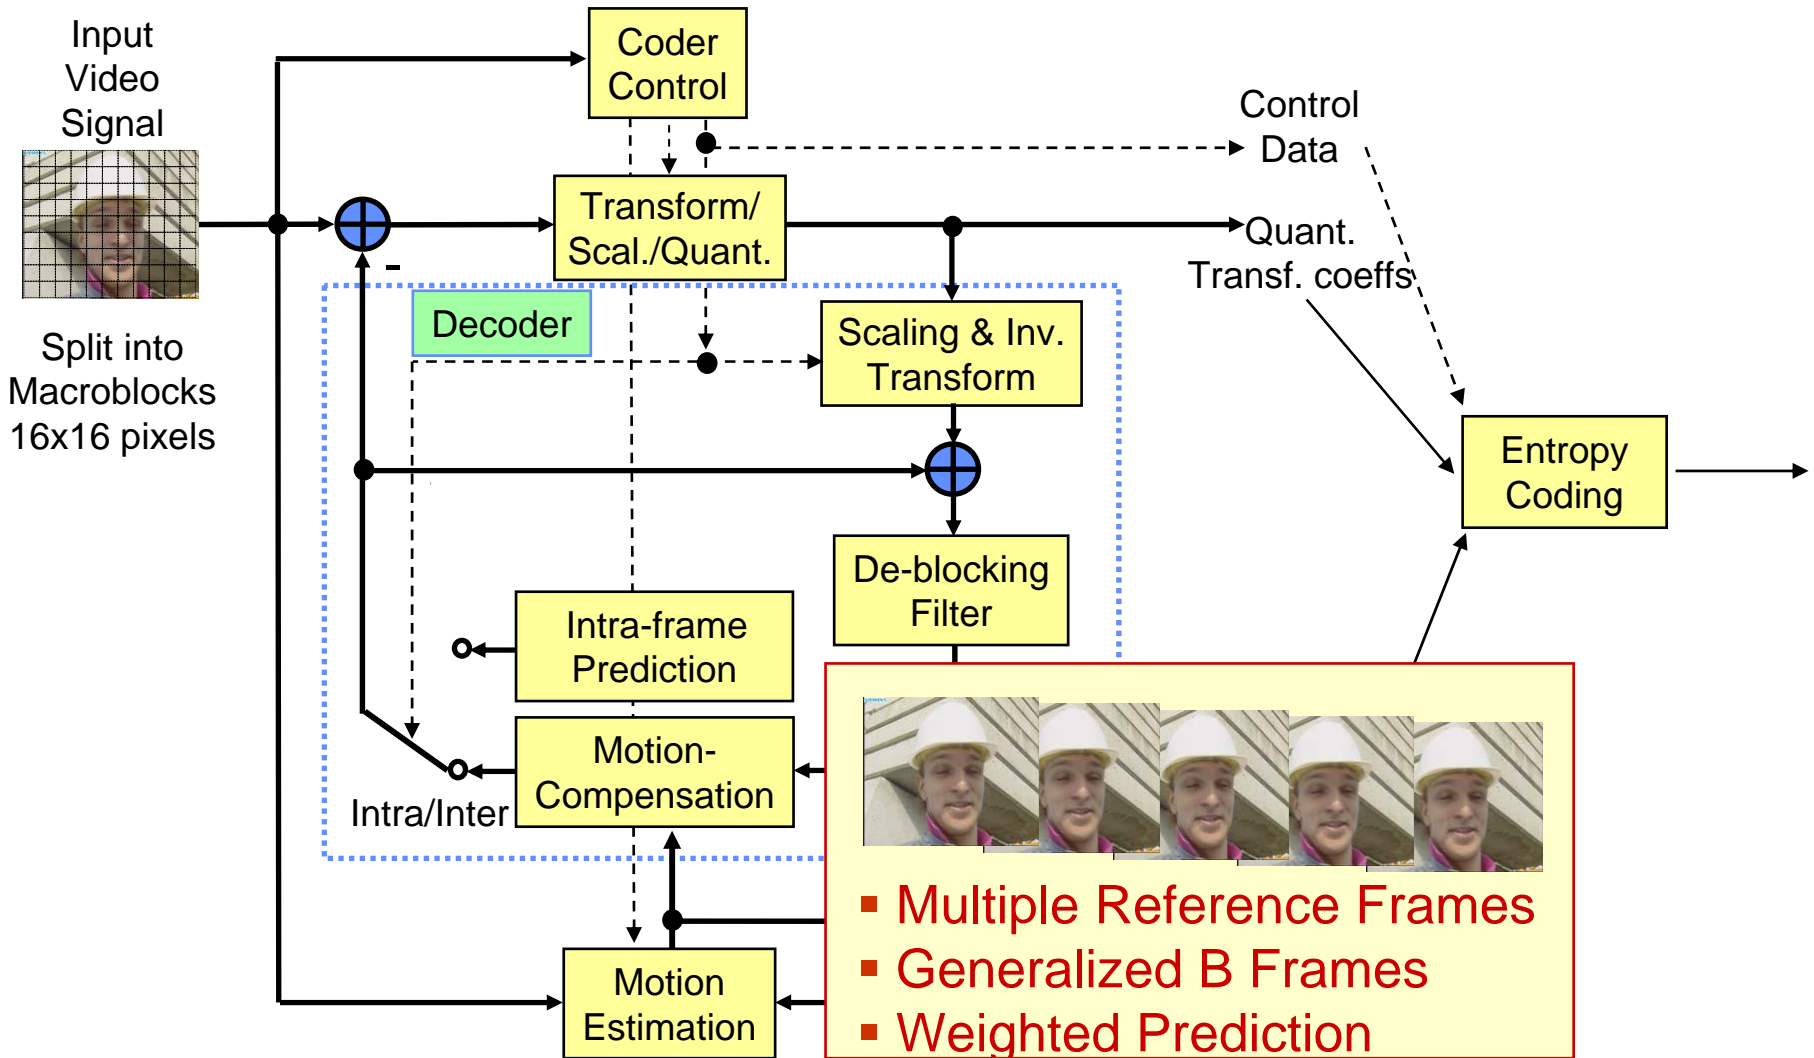 Input
Video
Signal
Coder
Control
Control
Data
Transform/
Scal./Quant.
Quant.
Transf. coeffs
-
Decoder
Scaling & Inv.
Transform
Split into
Macroblocks
16x16 pixels
Entropy
Coding
De-blocking
Filter
Intra-frame
Prediction
Motion-
Compensation
Intra/Inter
▪ Multiple Reference Frames
▪ Generalized B Frames
▪ Weighted Prediction
Motion
Estimation